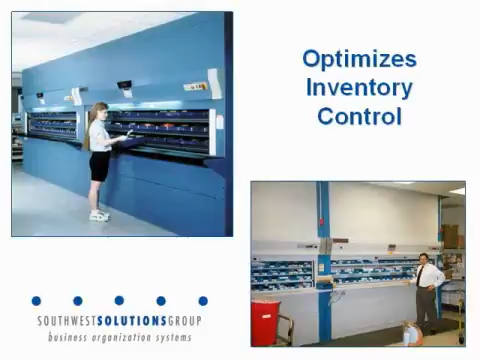 Optimizes
Inventory
Control
SOUTHWESTSOLUTIONSGROUP
business organization systems